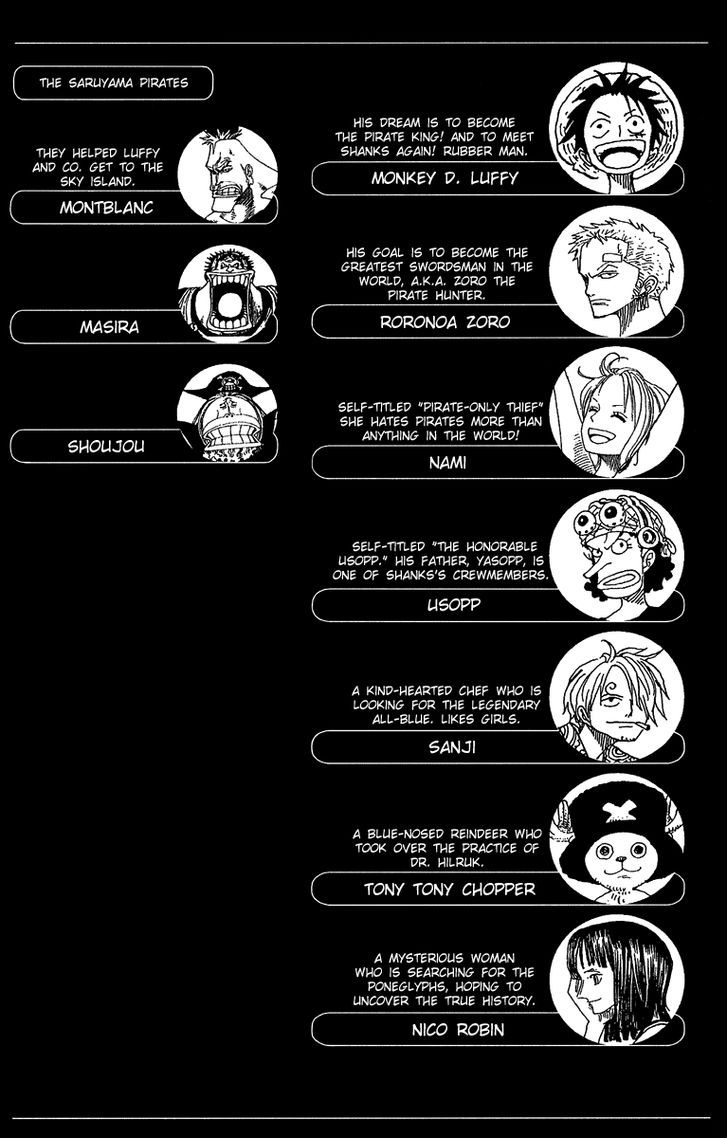 THE SARUYAMA PIRATES
THEY HELPED LUFFY
AND CO. GET TO THE
SKY ISLAND.
MONTBLANC
MASIRA
SHOUJOU
HIS DREAM IS TO BECOME
THE PIRATE KING! AND TO MEET
SHANKS AGAIN! RUBBER MAN.
MONKEY D. LUFFY
HIS GOAL IS TO BECOME THE
GREATEST SWORDSMAN IN THE
WORLD, A.K.A. ZORO THE
PIRATE HUNTER.
RORONOA ZORO
SELF-TITLED "PIRATE-ONLY THIEF"
SHE HATES PIRATES MORE THAN
ANYTHING IN THE WORLD!
NAMI
SELF-TITLED "THE HONORABLE
USOPP." HIS FATHER, YASOPP, IS
ONE OF SHANKS'S CREWMEMBERS.
USOPP
A KIND-HEARTED CHEF WHO IS
LOOKING FOR THE LEGENDARY
ALL-BLUE. LIKES GIRLS.
SANJI
A BLUE-NOSED REINDEER WHO
TOOK OVER THE PRACTICE OF
DR. HILRUK.
TONY TONY CHOPPER
A MYSTERIOUS WOMAN
WHO IS SEARCHING FOR THE
PONEGLYPHS, HOPING TO
UNCOVER THE TRUE HISTORY.
NICO ROBIN